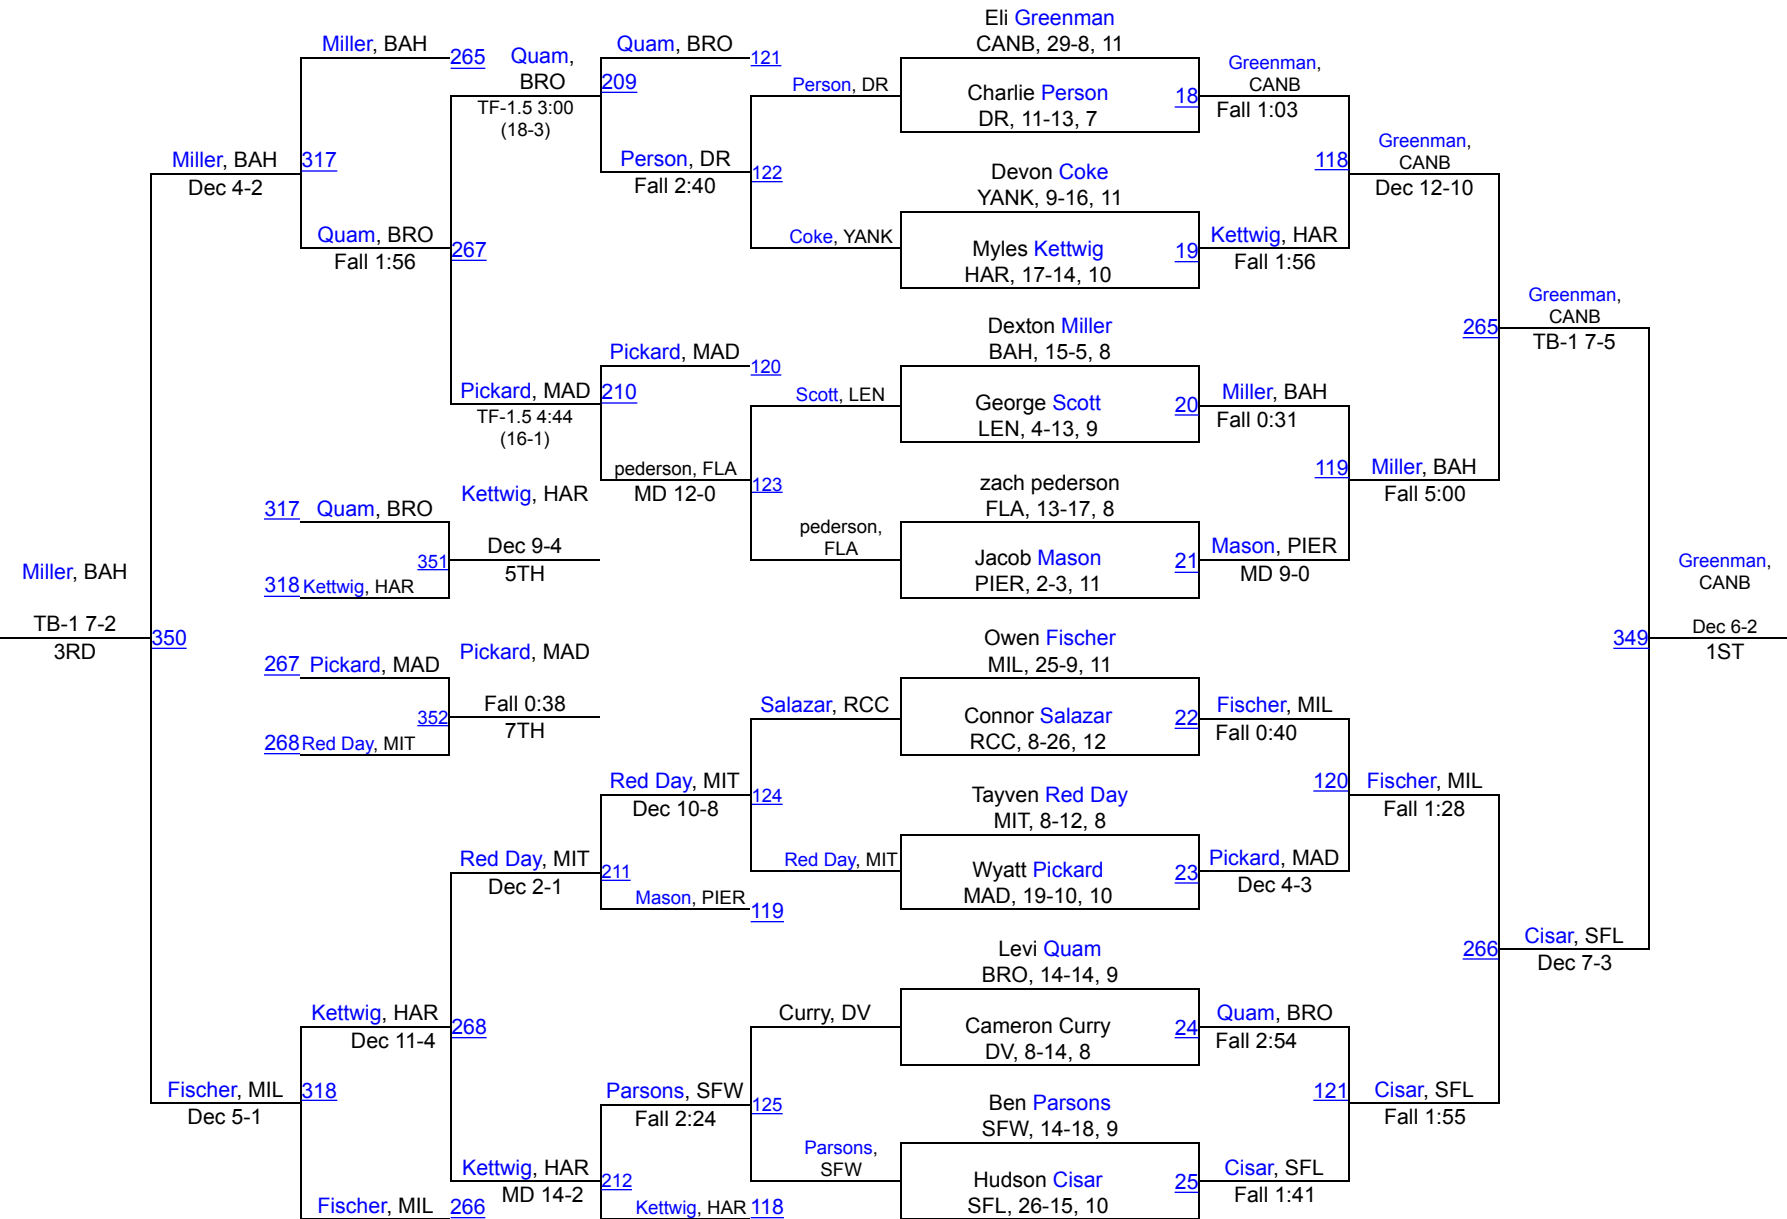 Miller, BAH
265
Quam,
BRO
TF-1.5 3:00
(18-3)
209
Quam, BRO
121
Person, DR
Fall 2:40
122
Person, DR
Coke, YANK
Miller, BAH
Dec 4-2
317
Quam, BRO
Fall 1:56
267
Pickard, MAD
TF-1.5 4:44
(16-1)
210
Pickard, MAD
120
pederson, FLA
MD 12-0
123
Scott, LEN
pederson,
FLA
317 Quam, BRO
318 Kettwig, HAR
351
Kettwig, HAR
Dec 9-4
5TH
Miller, BAH
TB-1 7-2
3RD
350
267 Pickard, MAD
268 Red Day, MIT
352
Pickard, MAD
Fall 0:38
7TH
Red Day, MIT
Dec 10-8
124
Salazar, RCC
Red Day, MIT
Red Day, MIT
Dec 2-1
211
Mason, PIER
119
Kettwig, HAR
Dec 11-4
268
Fischer, MIL
Dec 5-1
318
Fischer, MIL
266
Kettwig, HAR
MD 14-2
212
Parsons, SFW
Fall 2:24
125
Curry, DV
Parsons,
SFW
Kettwig, HAR
118
Eli Greenman
CANB, 29-8, 11
Charlie Person
DR, 11-13, 7
18
Greenman,
CANB
Fall 1:03
Devon Coke
YANK, 9-16, 11
Myles Kettwig
HAR, 17-14, 10
19
Kettwig, HAR
Fall 1:56
118
Greenman,
CANB
Dec 12-10
Dexton Miller
BAH, 15-5, 8
George Scott
LEN, 4-13, 9
20
Miller, BAH
Fall 0:31
zach pederson
FLA, 13-17, 8
Jacob Mason
PIER, 2-3, 11
21
Mason, PIER
MD 9-0
119
Miller, BAH
Fall 5:00
265
Greenman,
CANB
TB-1 7-5
Owen Fischer
MIL, 25-9, 11
Connor Salazar
RCC, 8-26, 12
22
Fischer, MIL
Fall 0:40
Tayven Red Day
MIT, 8-12, 8
Wyatt Pickard
MAD, 19-10, 10
23
Pickard, MAD
Dec 4-3
120
Fischer, MIL
Fall 1:28
Levi Quam
BRO, 14-14, 9
Cameron Curry
DV, 8-14, 8
24
Quam, BRO
Fall 2:54
Ben Parsons
SFW, 14-18, 9
Hudson Cisar
SFL, 26-15, 10
25
Cisar, SFL
Fall 1:41
121
Cisar, SFL
Fall 1:55
266
Cisar, SFL
Dec 7-3
349
Greenman,
CANB
Dec 6-2
1ST